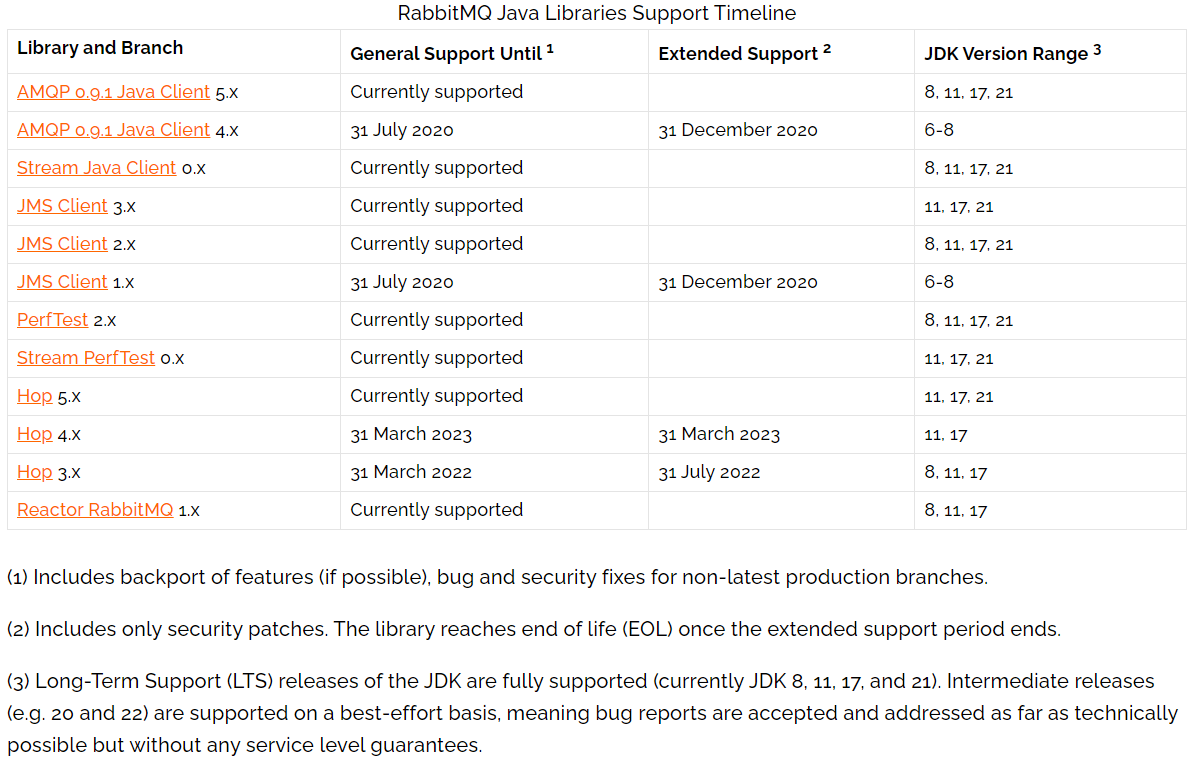 RabbitMQ Java Libraries Support Timeline
Library and Branch General Support Until 1 Extended Support 2 JDK Version Range 3
AMQP 0.9.1 Java Client 5.x Currently supported 8, 11, 17, 21
AMQP 0.9.1 Java Client 4.x 31 July 2020 31 December 2020 6-8
Stream Java Client 0.x Currently supported 8, 11, 17, 21
JMS Client 3.x Currently supported 11, 17, 21
JMS Client 2.x Currently supported 8, 11, 17, 21
JMS Client 1.x 31 July 2020 31 December 2020 6-8
PerfTest 2.x Currently supported 8, 11, 17, 21
Stream PerfTest 0.x Currently supported 11, 17, 21
Hop 5.x Currently supported 11, 17, 21
Hop 4.x 31 March 2023 31 March 2023 11, 17
Hop 3.x 31 March 2022 31 July 2022 8, 11, 17
Reactor RabbitMQ 1.x Currently supported 8, 11, 17
(1) Includes backport of features (if possible), bug and security fixes for non-latest production branches.
(2) Includes only security patches. The library reaches end of life (EOL) once the extended support period ends.
(3) Long-Term Support (LTS) releases of the JDK are fully supported (currently JDK 8, 11, 17, and 21). Intermediate releases
(e.g. 20 and 22) are supported on a best-effort basis, meaning bug reports are accepted and addressed as far as technically
possible but without any service level guarantees.